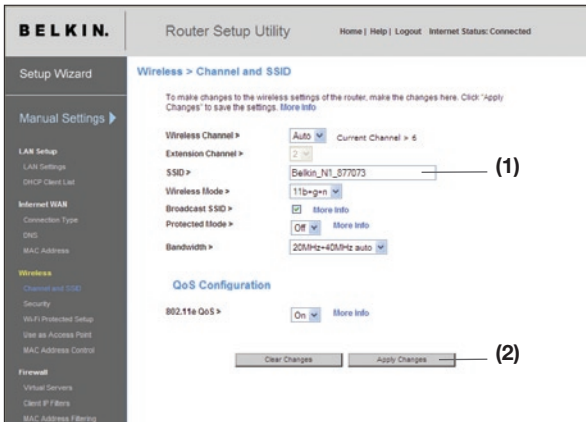 BELKIN.
Router Setup Utility
Home | Help | Logout Internet Status: Connected
Setup Wizard
Manual Settings
LAN Setup
LAN Settings
DHCP Client List
Internet WAN
Connection Type
DNS
MAC Address
Wireless
Channel and SSID
Security
Wi-Fi Protected Setup
Use as Access Point
MAC Address Control
Firewall
Virtual Servers
Client IP Filters
MAC Address Filtering
Wireless > Channel and SSID
To make changes to the wireless settings of the router, make the changes here. Click "Apply
Changes" to save the settings. More Info
Wireless Channel > Auto Current Channel > 6
Extension Channel > 2
SSID > Belkin_N1_877073 (1)
Wireless Mode > 11b+g+n
Broadcast SSID > More Info
Protected Mode > Off More Info
Bandwidth > 20MHz+40MHz auto
QoS Configuration
802.11e QoS > On More Info
Clear Changes Apply Changes (2)